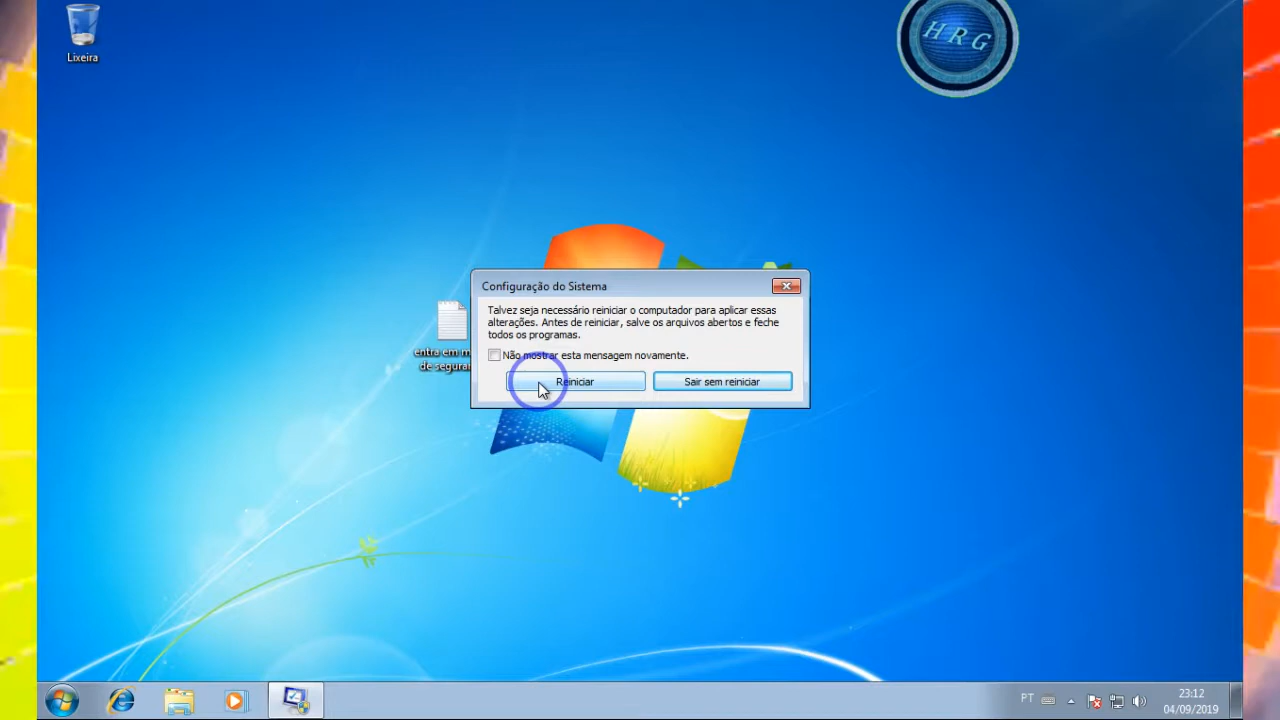 Lixeira
HRG
Configuração do Sistema
Talvez seja necessário reiniciar o computador para aplicar essas
alterações. Antes de reiniciar, salve os arquivos abertos e feche
todos os programas.
Não mostrar esta mensagem novamente.
Reiniciar
Sair sem reiniciar
entra em m
de segura
PT
23:12
04/09/2019